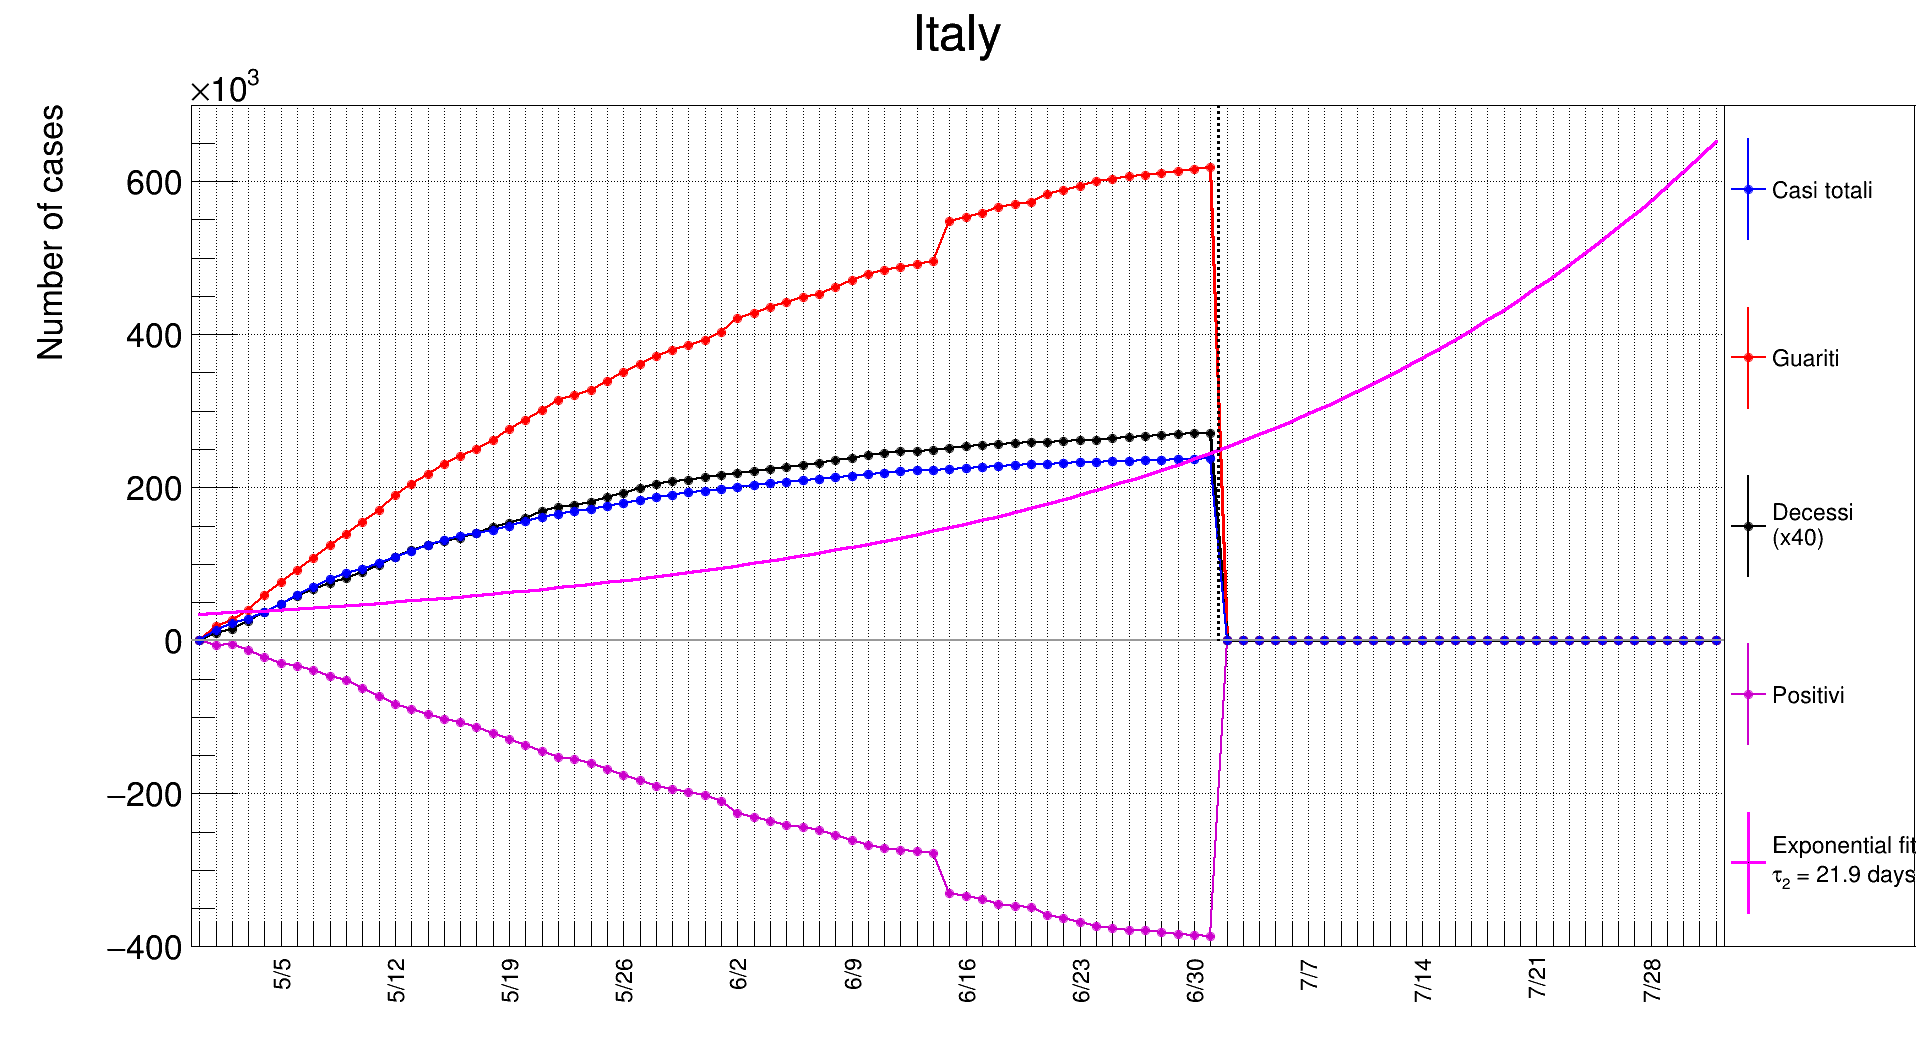 Italy
×10³
Number of cases
600
400
200
0
−200
−400
5/5
5/12
5/19
5/26
6/2
6/9
6/16
6/23
6/30
7/7
7/14
7/21
7/28
Casi totali
Guariti
Decessi
(x40)
Positivi
Exponential fit
τ₂ = 21.9 days